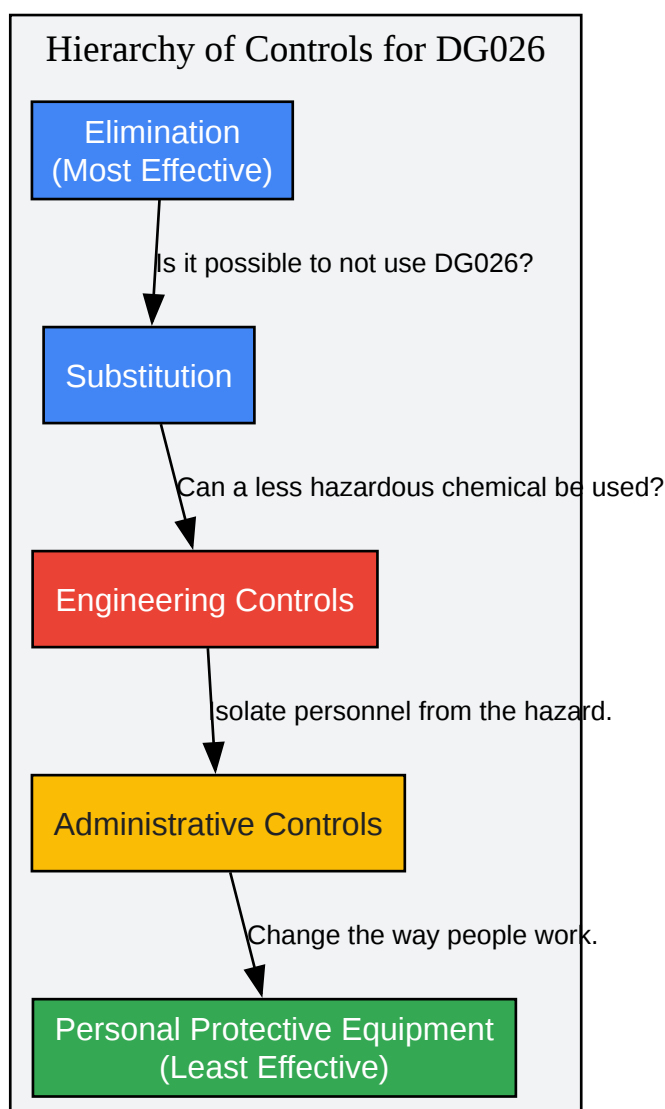 Hierarchy of Controls for DG026
Elimination
(Most Effective)
Is it possible to not use DG026?
Substitution
Can a less hazardous chemical be used?
Engineering Controls
Isolate personnel from the hazard.
Administrative Controls
Change the way people work.
Personal Protective Equipment
(Least Effective)